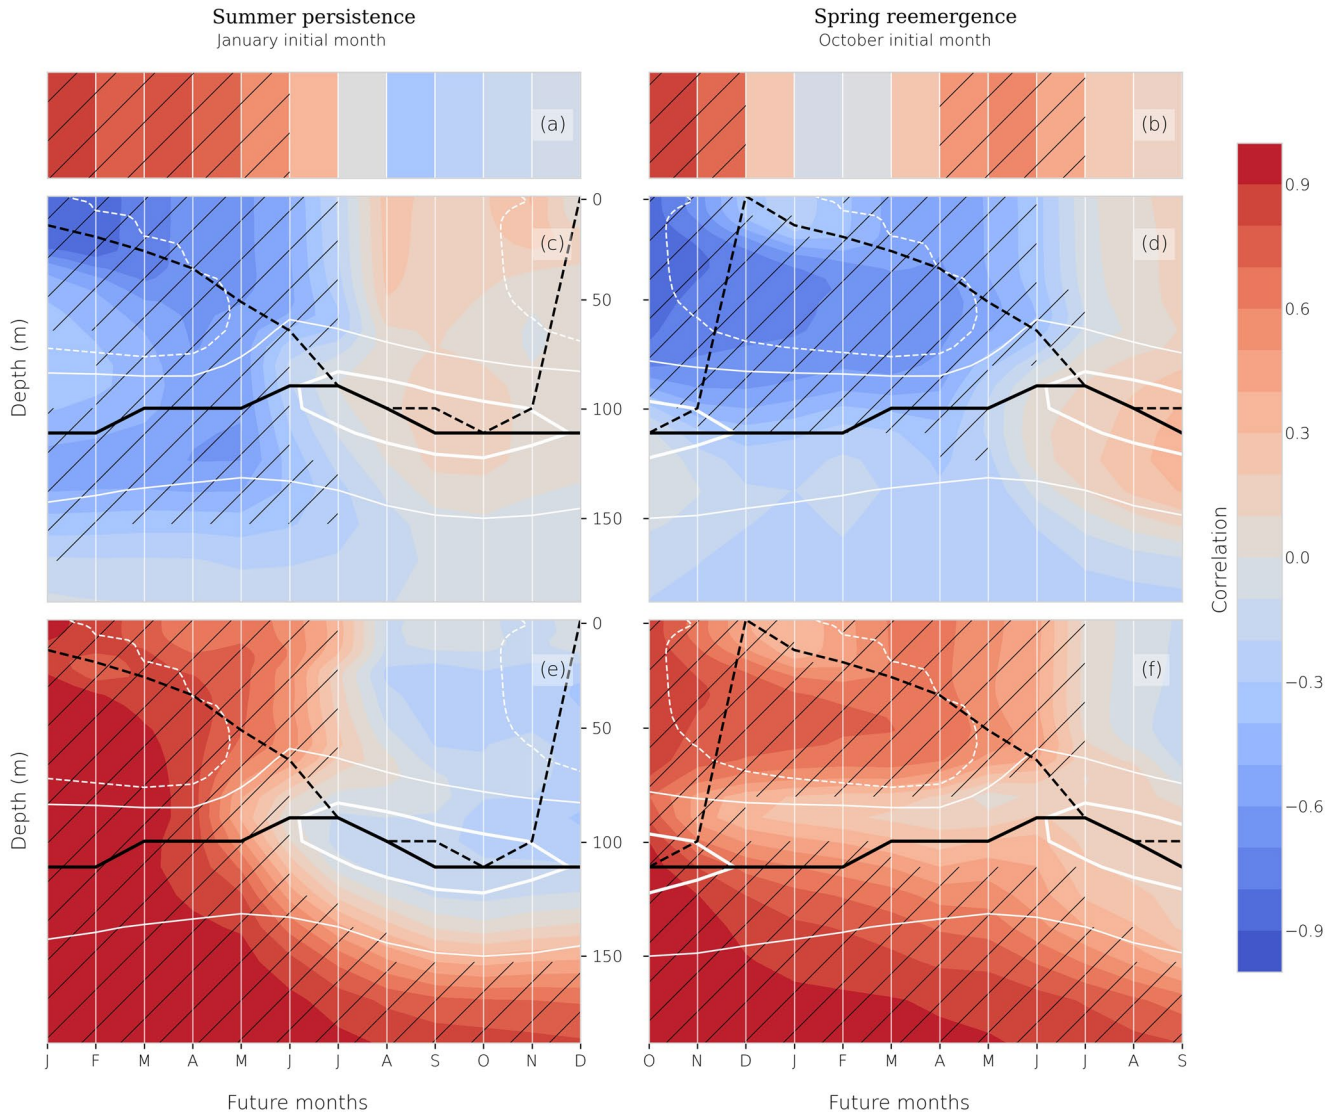 Summer persistence
January initial month
Spring reemergence
October initial month
(a)
(b)
(c)
(d)
(e)
(f)
Depth (m)
0
50
100
150
Depth (m)
0
50
100
150
J F M A M J J A S O N D
Future months
O N D J F M A M J J A S
Future months
Correlation
0.9
0.6
0.3
0.0
−0.3
−0.6
−0.9